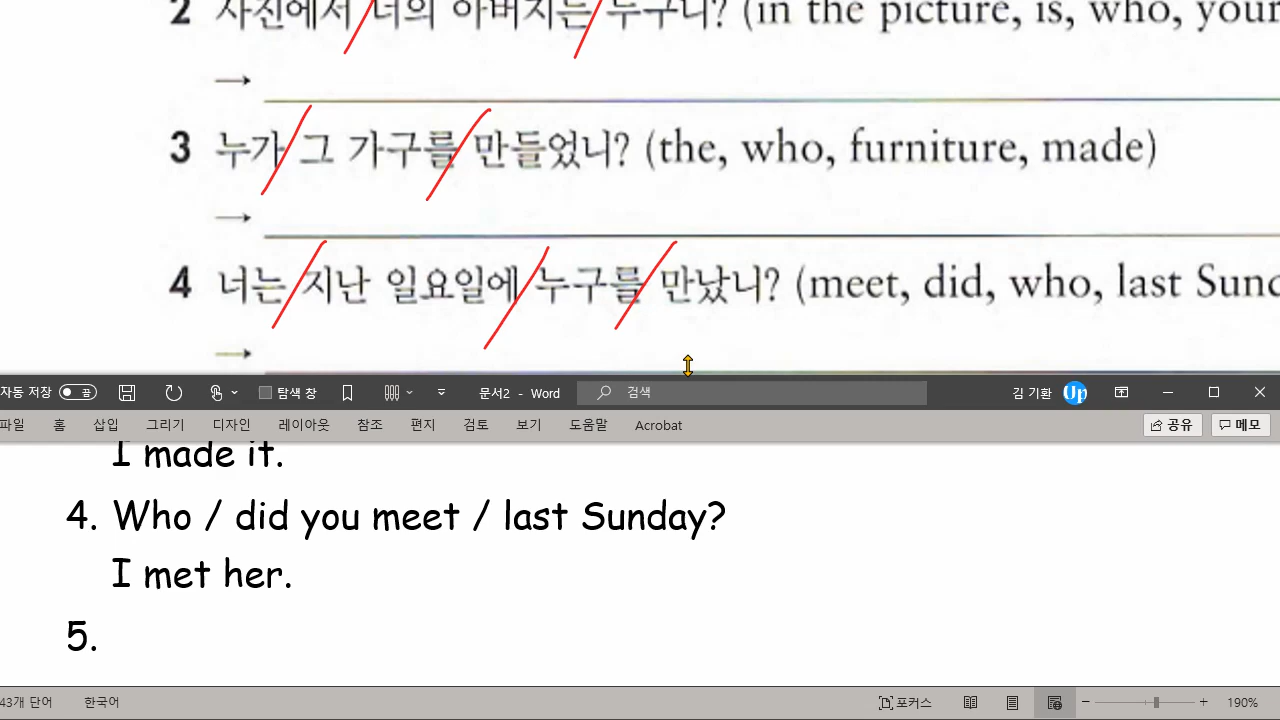 2 사진에서 너의 아버지는 누구니? (in the picture, is, who, your
→
3 누가 그 가구를 만들었니? (the, who, furniture, made)
→
4 너는 지난 일요일에 누구를 만났니? (meet, did, who, last Sund
→
자동 저장 끔 탐색 창 문서2 - Word 검색 김 기환 Up
파일 홈 삽입 그리기 디자인 레이아웃 참조 편지 검토 보기 도움말 Acrobat 공유 메모
I made it.
4. Who / did you meet / last Sunday?
I met her.
5.
43개 단어 한국어 포커스 190%